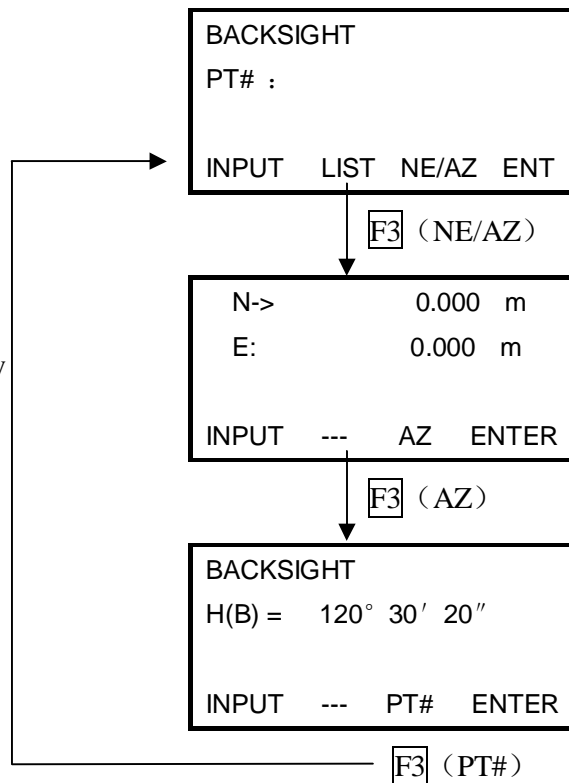 BACKSIGHT
PT# ：
INPUT LIST NE/AZ ENT
F3（NE/AZ）
N-> 0.000 m
E: 0.000 m
INPUT --- AZ ENTER
F3（AZ）
BACKSIGHT
H(B) = 120° 30′ 20″
INPUT --- PT# ENTER
F3（PT#）